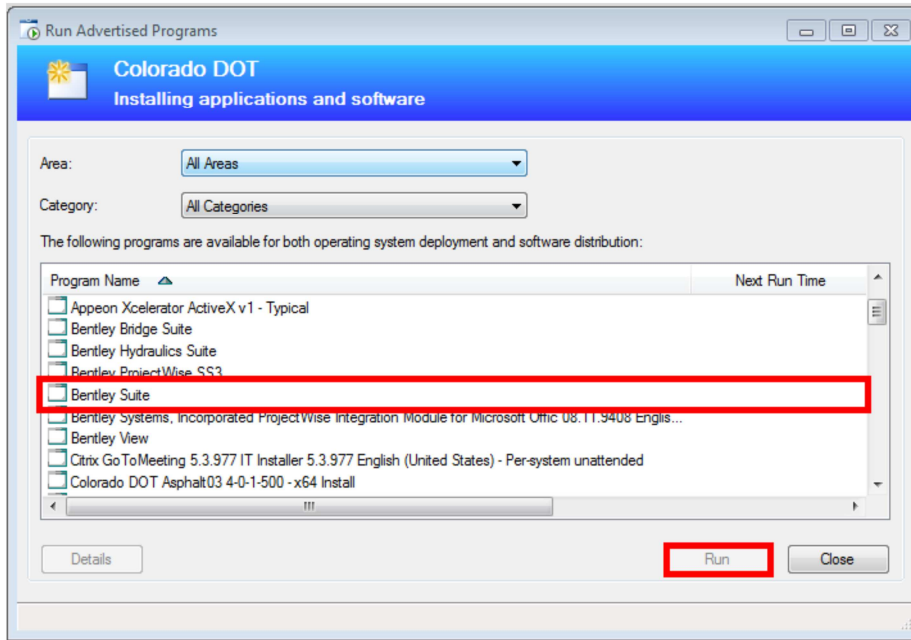 Run Advertised Programs
Colorado DOT
Installing applications and software
Area: All Areas
Category: All Categories
The following programs are available for both operating system deployment and software distribution:
Program Name Next Run Time
Appeon Xcelerator ActiveX v1 - Typical
Bentley Bridge Suite
Bentley Hydraulics Suite
Bentley ProjectWise SS3
Bentley Suite
Bentley Systems, Incorporated ProjectWise Integration Module for Microsoft Offic 08.11.9408 Englis...
Bentley View
Citrix GoToMeeting 5.3.977 IT Installer 5.3.977 English (United States) - Per-system unattended
Colorado DOT Asphalt03 4-0-1-500 - x64 Install
Details Run Close